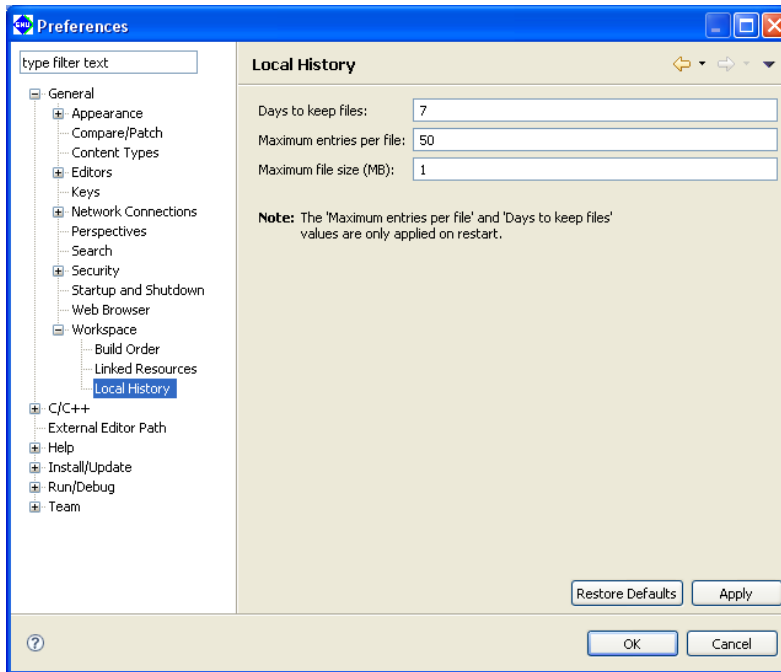 Preferences
type filter text
General
Appearance
Compare/Patch
Content Types
Editors
Keys
Network Connections
Perspectives
Search
Security
Startup and Shutdown
Web Browser
Workspace
Build Order
Linked Resources
Local History
C/C++
External Editor Path
Help
Install/Update
Run/Debug
Team
Local History
Days to keep files: 7
Maximum entries per file: 50
Maximum file size (MB): 1
Note: The 'Maximum entries per file' and 'Days to keep files'
values are only applied on restart.
Restore Defaults Apply
? OK Cancel